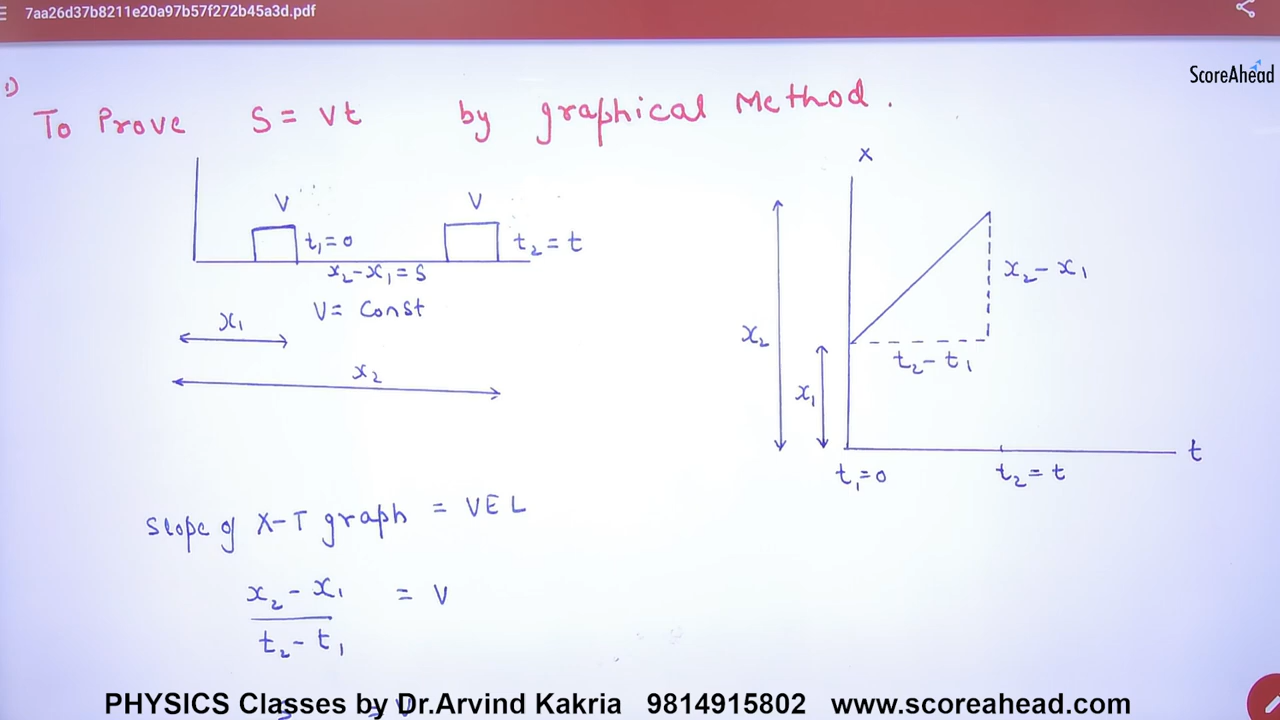 7aa26d37b8211e20a97b57f272b45a3d.pdf
ScoreAhead
1)
To Prove S = vt by graphical Method.
V
V
t₁=0
t₂ = t
x₂-x₁ = S
V = Const
x₁
x₂
x
x₂ - x₁
x₂
t₂ - t₁
x₁
t
t₁=0
t₂ = t
Slope of X-T graph = VEL
x₂ - x₁ = V
t₂ - t₁
PHYSICS Classes by Dr.Arvind Kakria 9814915802 www.scoreahead.com